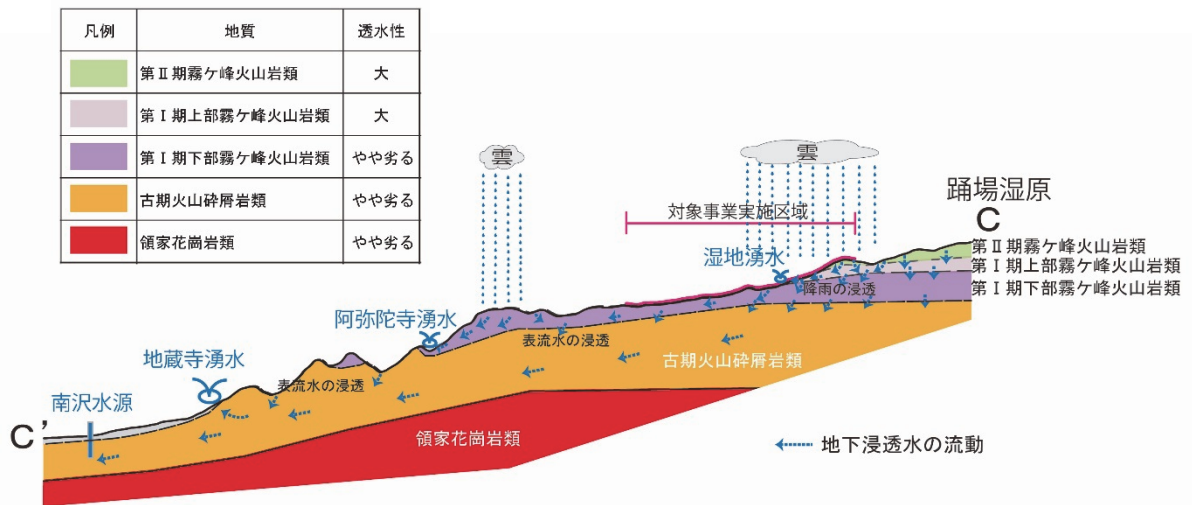 凡例 地質 透水性
第Ⅱ期霧ケ峰火山岩類 大
第Ⅰ期上部霧ケ峰火山岩類 大
第Ⅰ期下部霧ケ峰火山岩類 やや劣る
古期火山砕屑岩類 やや劣る
領家花崗岩類 やや劣る
雲
雲
踊場湿原
C
対象事業実施区域
第Ⅱ期霧ケ峰火山岩類
第Ⅰ期上部霧ケ峰火山岩類
第Ⅰ期下部霧ケ峰火山岩類
湿地湧水
降雨の浸透
阿弥陀寺湧水
表流水の浸透
古期火山砕屑岩類
地蔵寺湧水
表流水の浸透
南沢水源
C’
領家花崗岩類
地下浸透水の流動